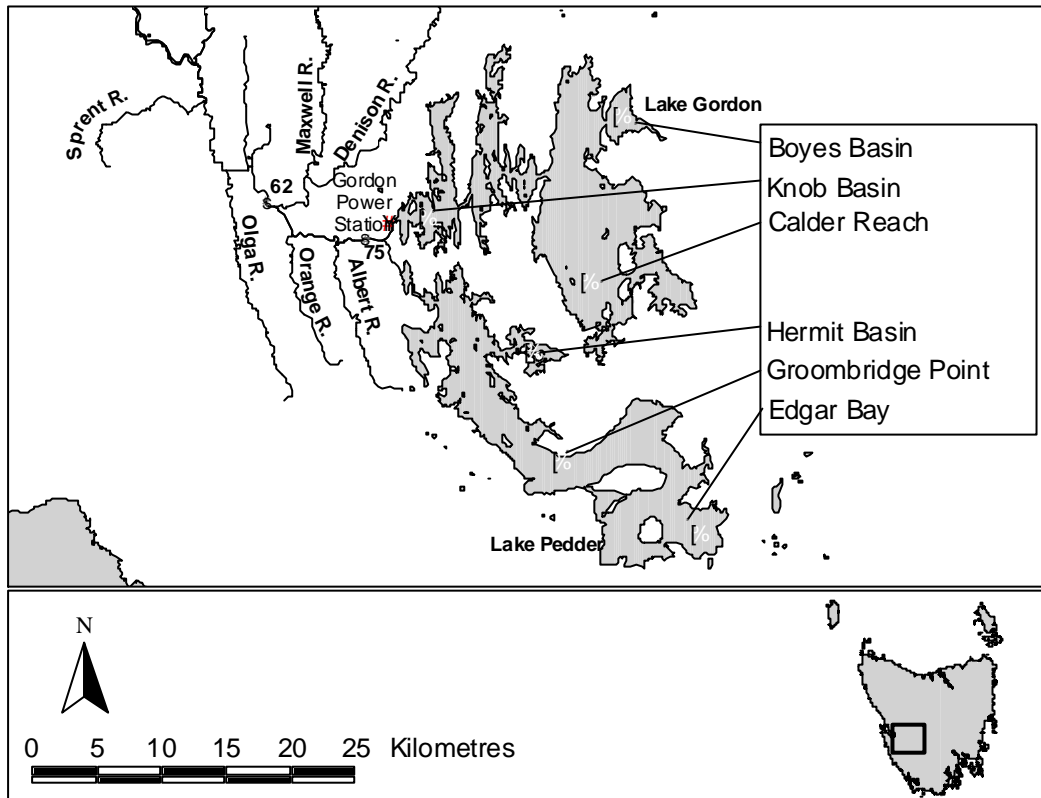 Sprent R.
Maxwell R.
Denison R.
Lake Gordon
Boyes Basin
Knob Basin
Calder Reach
Hermit Basin
Groombridge Point
Edgar Bay
62
Gordon
Power
Station
75
Olga R.
Orange R.
Albert R.
Lake Pedder
N
0 5 10 15 20 25 Kilometres